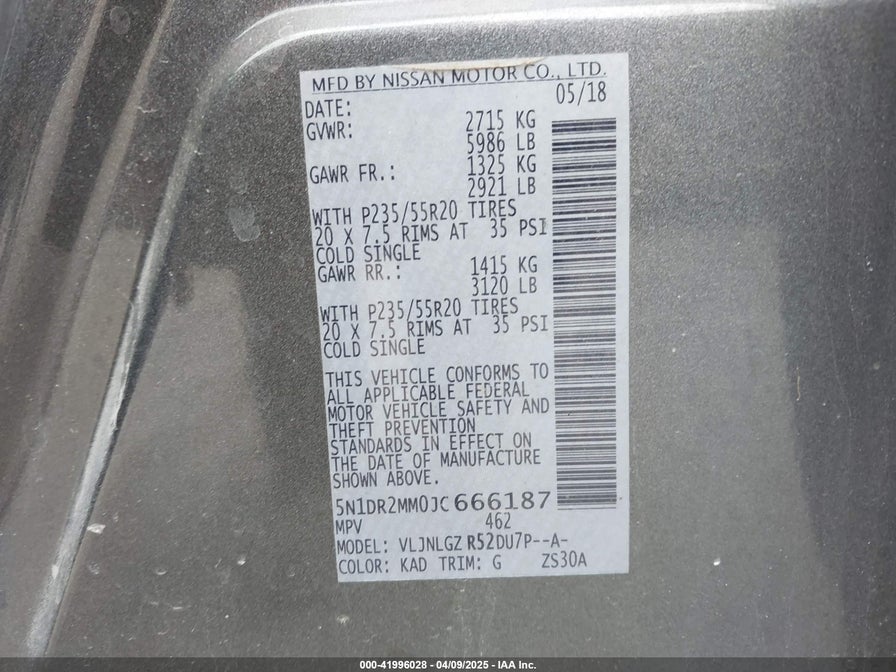 MFD BY NISSAN MOTOR CO., LTD.
DATE: 05/18
GVWR: 2715 KG
5986 LB
GAWR FR.: 1325 KG
2921 LB
WITH P235/55R20 TIRES
20 X 7.5 RIMS AT 35 PSI
COLD SINGLE
GAWR RR.: 1415 KG
3120 LB
WITH P235/55R20 TIRES
20 X 7.5 RIMS AT 35 PSI
COLD SINGLE
THIS VEHICLE CONFORMS TO
ALL APPLICABLE FEDERAL
MOTOR VEHICLE SAFETY AND
THEFT PREVENTION
STANDARDS IN EFFECT ON
THE DATE OF MANUFACTURE
SHOWN ABOVE.
5N1DR2MM0JC666187
MPV 462
MODEL: VLJNLGZ R52DU7P--A-
COLOR: KAD TRIM: G ZS30A
000-41996028 - 04/09/2025 - IAA Inc.